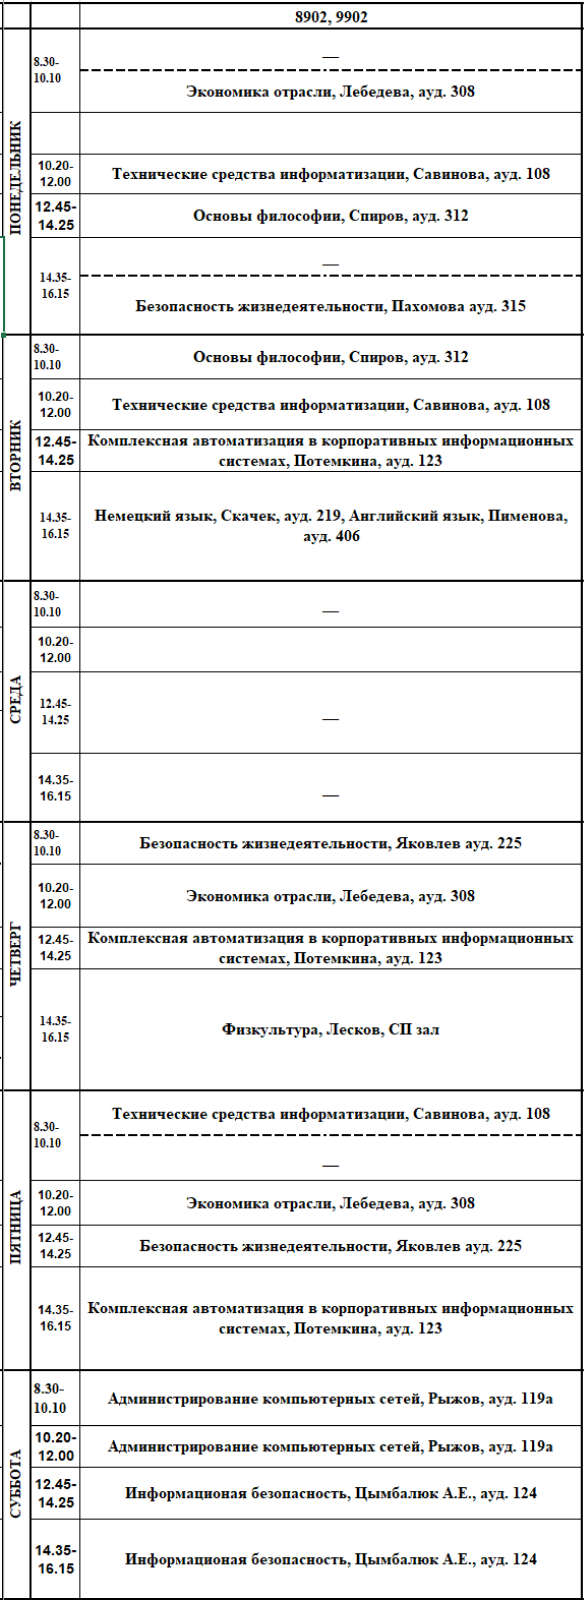 8902, 9902
ПОНЕДЕЛЬНИК
8.30-
10.10
—
Экономика отрасли, Лебедева, ауд. 308
10.20-
12.00
Технические средства информатизации, Савинова, ауд. 108
12.45-
14.25
Основы философии, Спиров, ауд. 312
14.35-
16.15
—
Безопасность жизнедеятельности, Пахомова ауд. 315
ВТОРНИК
8.30-
10.10
Основы философии, Спиров, ауд. 312
10.20-
12.00
Технические средства информатизации, Савинова, ауд. 108
12.45-
14.25
Комплексная автоматизация в корпоративных информационных
системах, Потемкина, ауд. 123
14.35-
16.15
Немецкий язык, Скачек, ауд. 219, Английский язык, Пименова,
ауд. 406
СРЕДА
8.30-
10.10
—
10.20-
12.00
12.45-
14.25
—
14.35-
16.15
—
ЧЕТВЕРГ
8.30-
10.10
Безопасность жизнедеятельности, Яковлев ауд. 225
10.20-
12.00
Экономика отрасли, Лебедева, ауд. 308
12.45-
14.25
Комплексная автоматизация в корпоративных информационных
системах, Потемкина, ауд. 123
14.35-
16.15
Физкультура, Лесков, СП зал
ПЯТНИЦА
8.30-
10.10
Технические средства информатизации, Савинова, ауд. 108
—
10.20-
12.00
Экономика отрасли, Лебедева, ауд. 308
12.45-
14.25
Безопасность жизнедеятельности, Яковлев ауд. 225
14.35-
16.15
Комплексная автоматизация в корпоративных информационных
системах, Потемкина, ауд. 123
СУББОТА
8.30-
10.10
Администрирование компьютерных сетей, Рыжов, ауд. 119а
10.20-
12.00
Администрирование компьютерных сетей, Рыжов, ауд. 119а
12.45-
14.25
Информационая безопасность, Цымбалюк А.Е., ауд. 124
14.35-
16.15
Информационая безопасность, Цымбалюк А.Е., ауд. 124